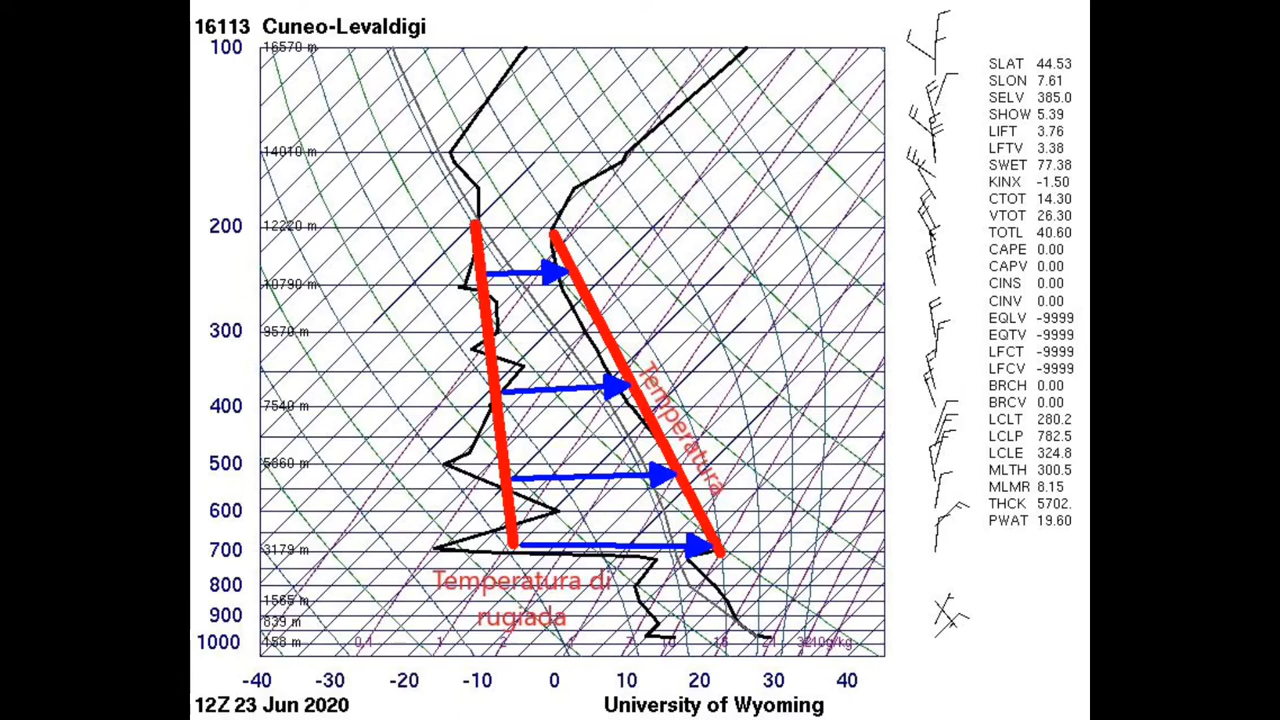 16113 Cuneo-Levaldigi
100 16570 m
14010 m
200 12220 m
10790 m
300 9570 m
400 7540 m
500 5860 m
600
700 3179 m
800
900 1565 m
839 m
1000 158 m
Temperatura
Temperatura di
rugiada
0.1 1 2 4 7 10 16 24 32 40g/kg
-40 -30 -20 -10 0 10 20 30 40
12Z 23 Jun 2020 University of Wyoming
SLAT 44.53
SLON 7.61
SELV 385.0
SHOW 5.39
LIFT 3.76
LFTV 3.38
SWET 77.38
KINX -1.50
CTOT 14.30
VTOT 26.30
TOTL 40.60
CAPE 0.00
CAPV 0.00
CINS 0.00
CINV 0.00
EQLV -9999
EQTV -9999
LFCT -9999
LFCV -9999
BRCH 0.00
BRCV 0.00
LCLT 280.2
LCLP 782.5
LCLE 324.8
MLTH 300.5
MLMR 8.15
THCK 5702.
PWAT 19.60